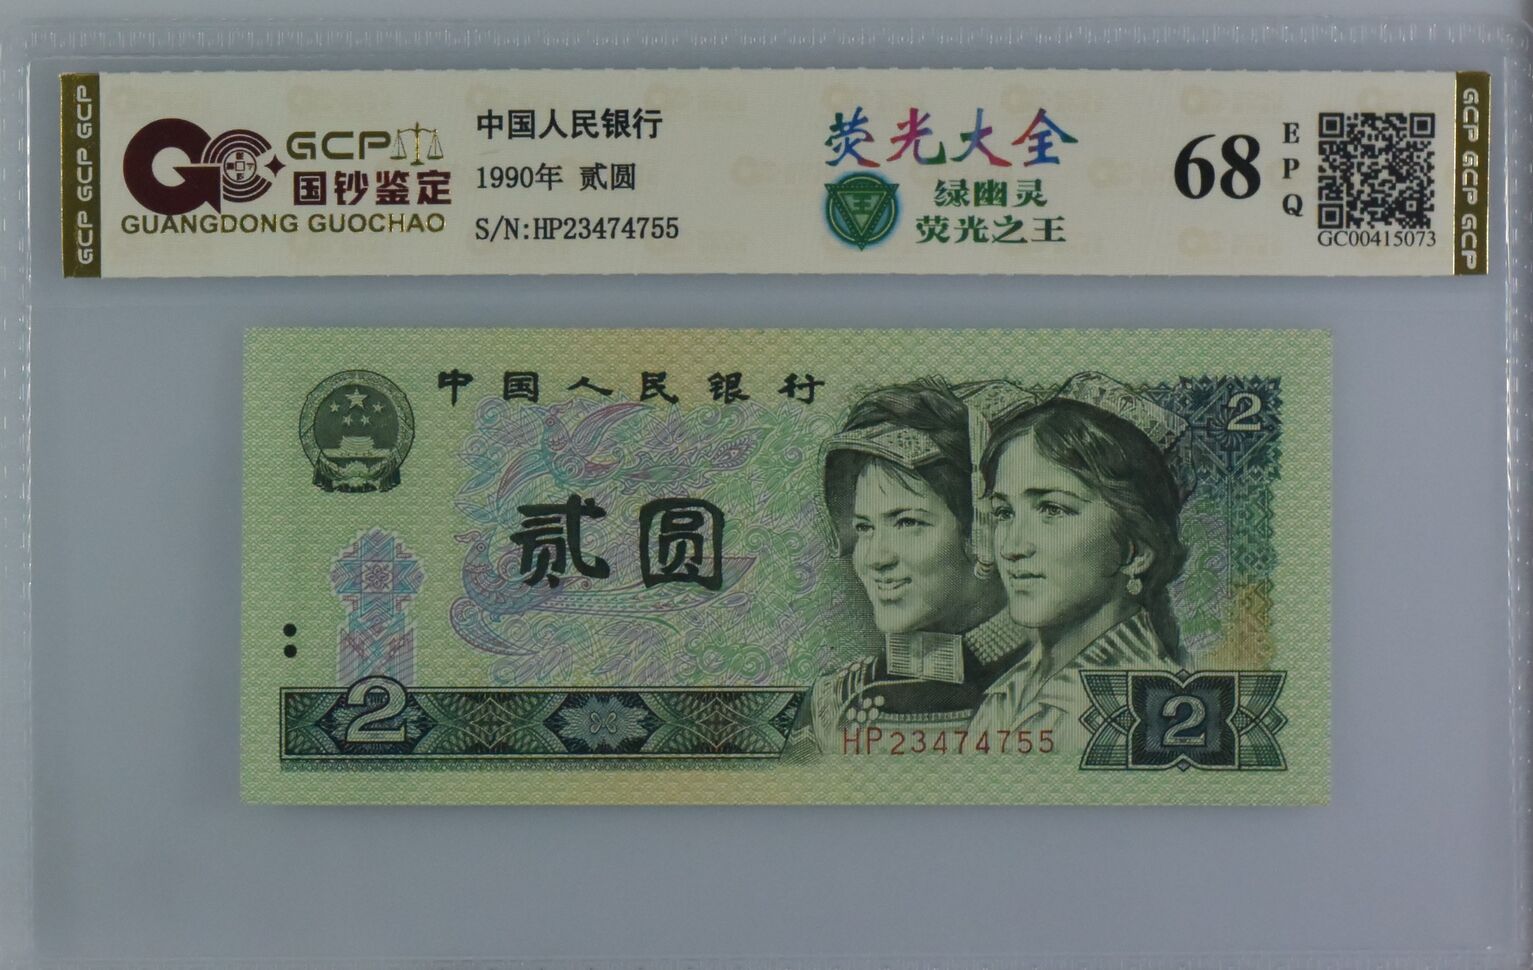 GCP GCP GCP
GCP
国钞鉴定
GUANGDONG GUOCHAO
中国人民银行
1990年 贰圆
S/N:HP23474755
荧光大全
王
绿幽灵
荧光之王
68
EPQ
GC00415073
GCP GCP GCP
中国人民银行
2
贰圆
2
HP23474755
2